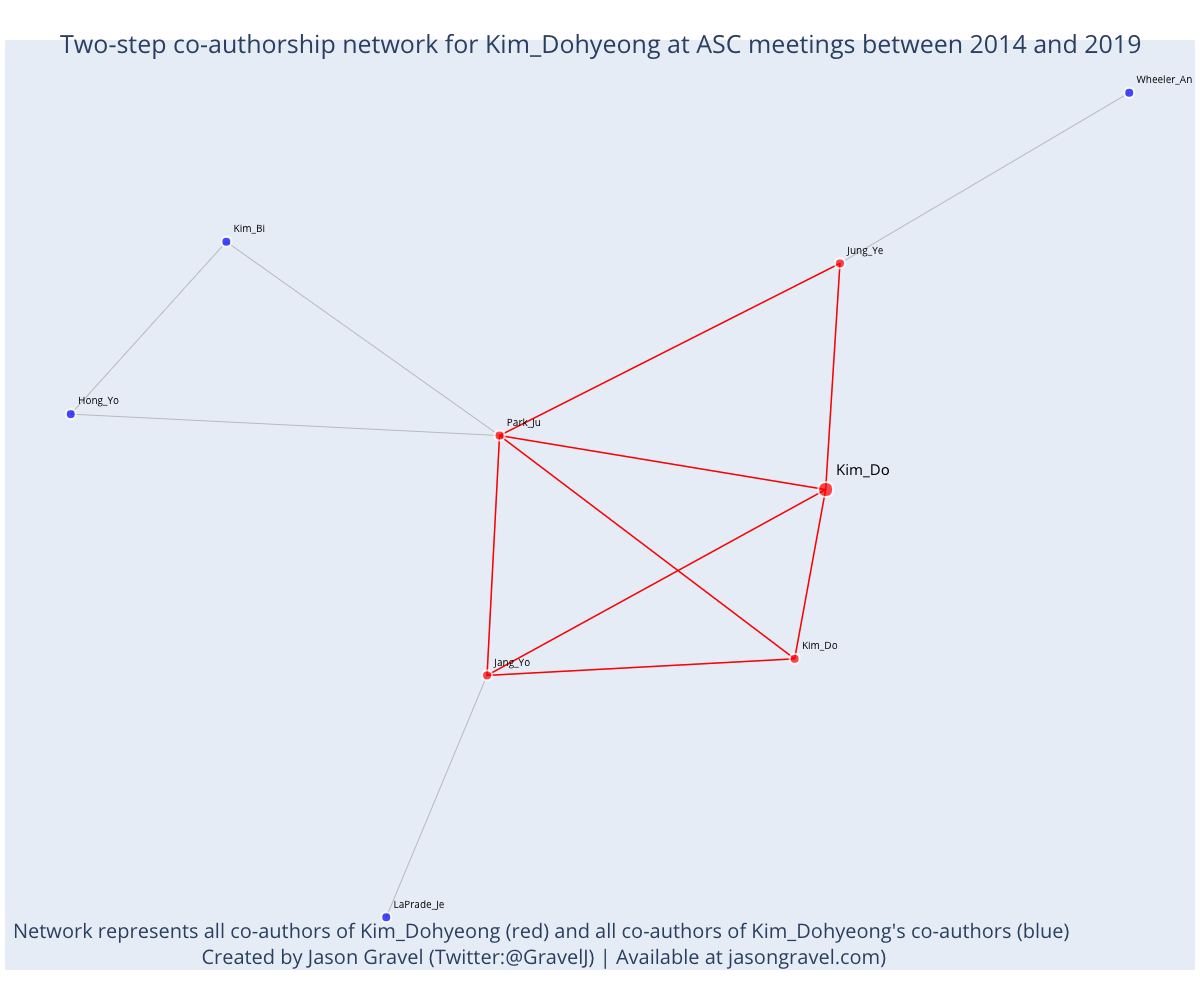 Two-step co-authorship network for Kim_Dohyeong at ASC meetings between 2014 and 2019
Wheeler_An
Kim_Bi
Jung_Ye
Hong_Yo
Park_Ju
Kim_Do
Kim_Do
Jang_Yo
LaPrade_Je
Network represents all co-authors of Kim_Dohyeong (red) and all co-authors of Kim_Dohyeong's co-authors (blue)
Created by Jason Gravel (Twitter:@GravelJ) | Available at jasongravel.com)